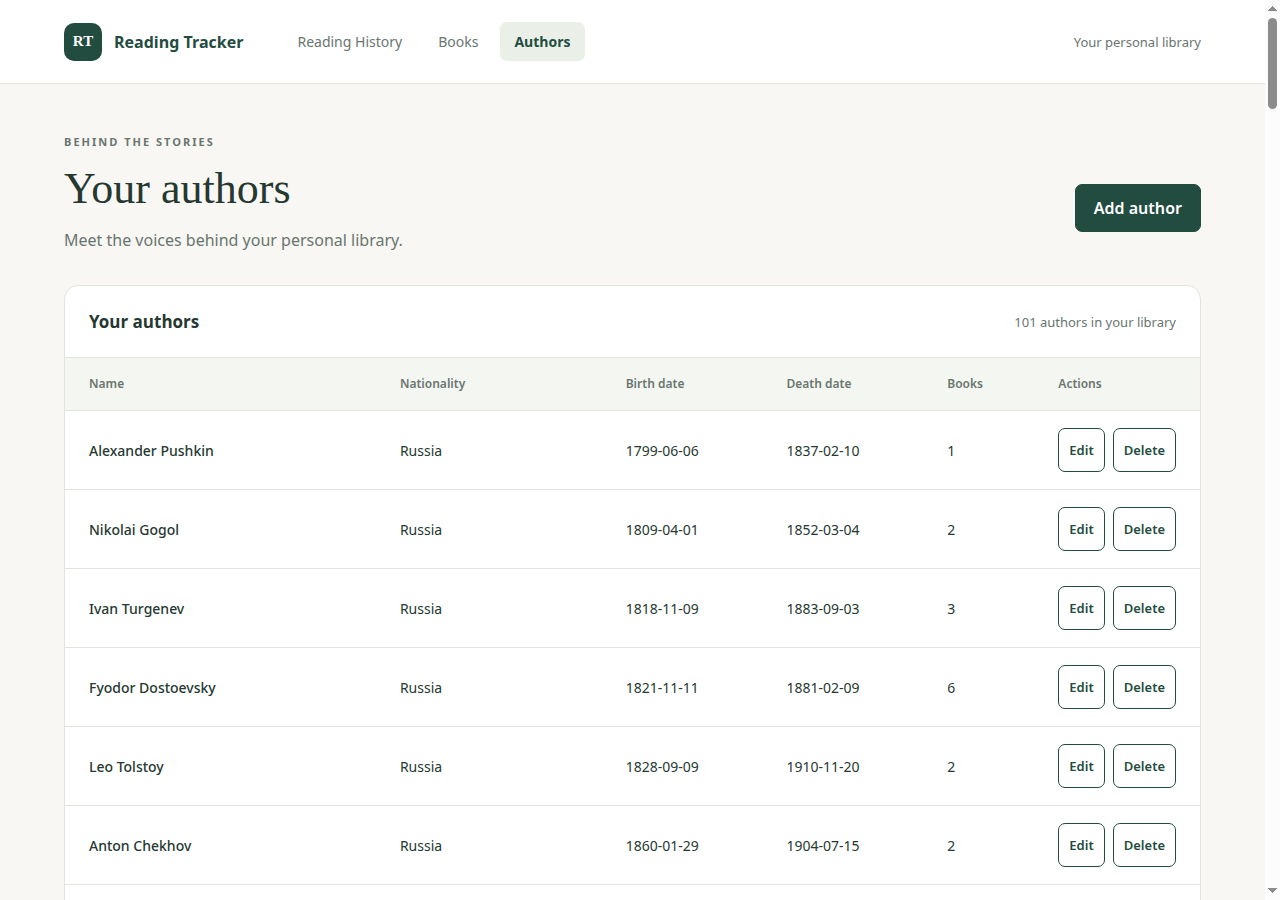 RT Reading Tracker Reading History Books Authors Your personal library
BEHIND THE STORIES
Your authors
Add author
Meet the voices behind your personal library.
Your authors 101 authors in your library
Name Nationality Birth date Death date Books Actions
Alexander Pushkin Russia 1799-06-06 1837-02-10 1 Edit Delete
Nikolai Gogol Russia 1809-04-01 1852-03-04 2 Edit Delete
Ivan Turgenev Russia 1818-11-09 1883-09-03 3 Edit Delete
Fyodor Dostoevsky Russia 1821-11-11 1881-02-09 6 Edit Delete
Leo Tolstoy Russia 1828-09-09 1910-11-20 2 Edit Delete
Anton Chekhov Russia 1860-01-29 1904-07-15 2 Edit Delete